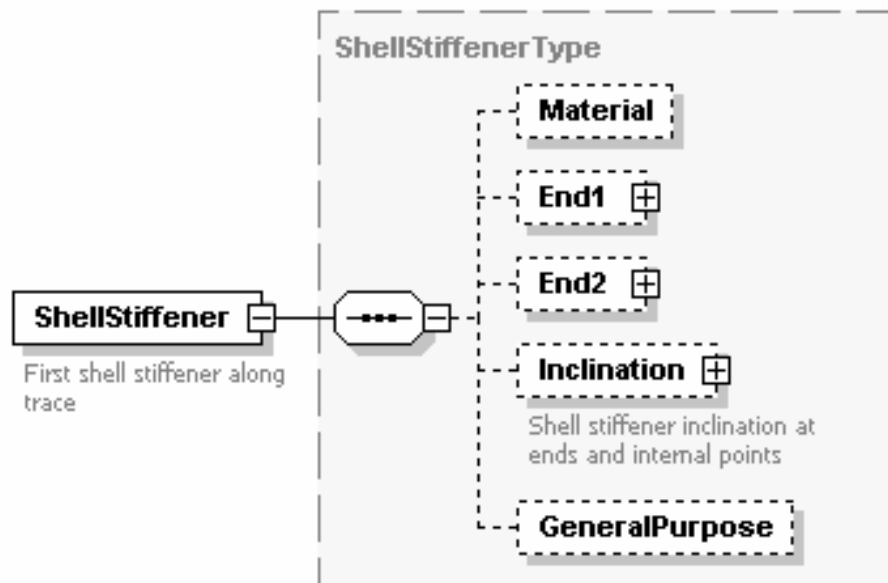 ShellStiffenerType
Material
End1
End2
ShellStiffener
First shell stiffener along
trace
Inclination
Shell stiffener inclination at
ends and internal points
GeneralPurpose